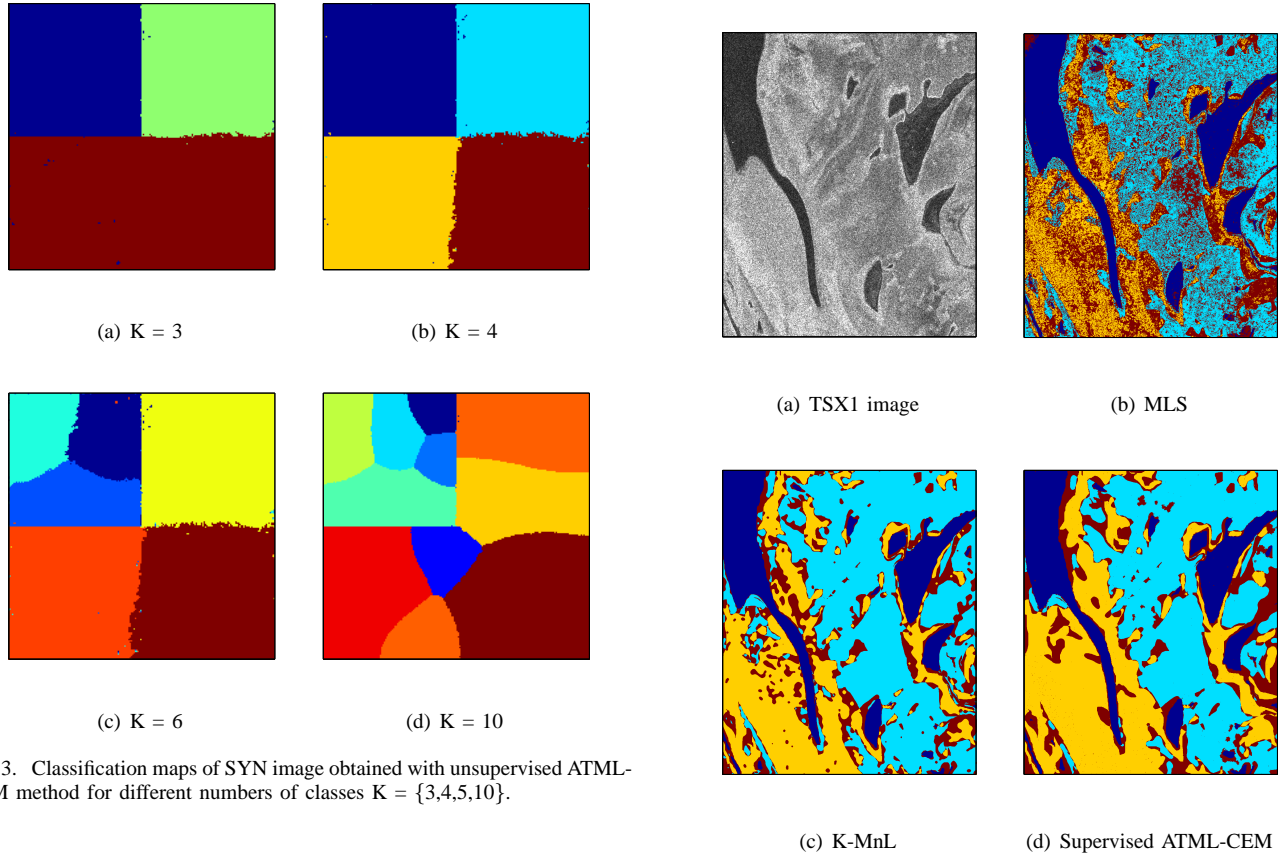 (a) K = 3
(b) K = 4
(c) K = 6
(d) K = 10
3. Classification maps of SYN image obtained with unsupervised ATML-
M method for different numbers of classes K = {3,4,5,10}.
(a) TSX1 image
(b) MLS
(c) K-MnL
(d) Supervised ATML-CEM